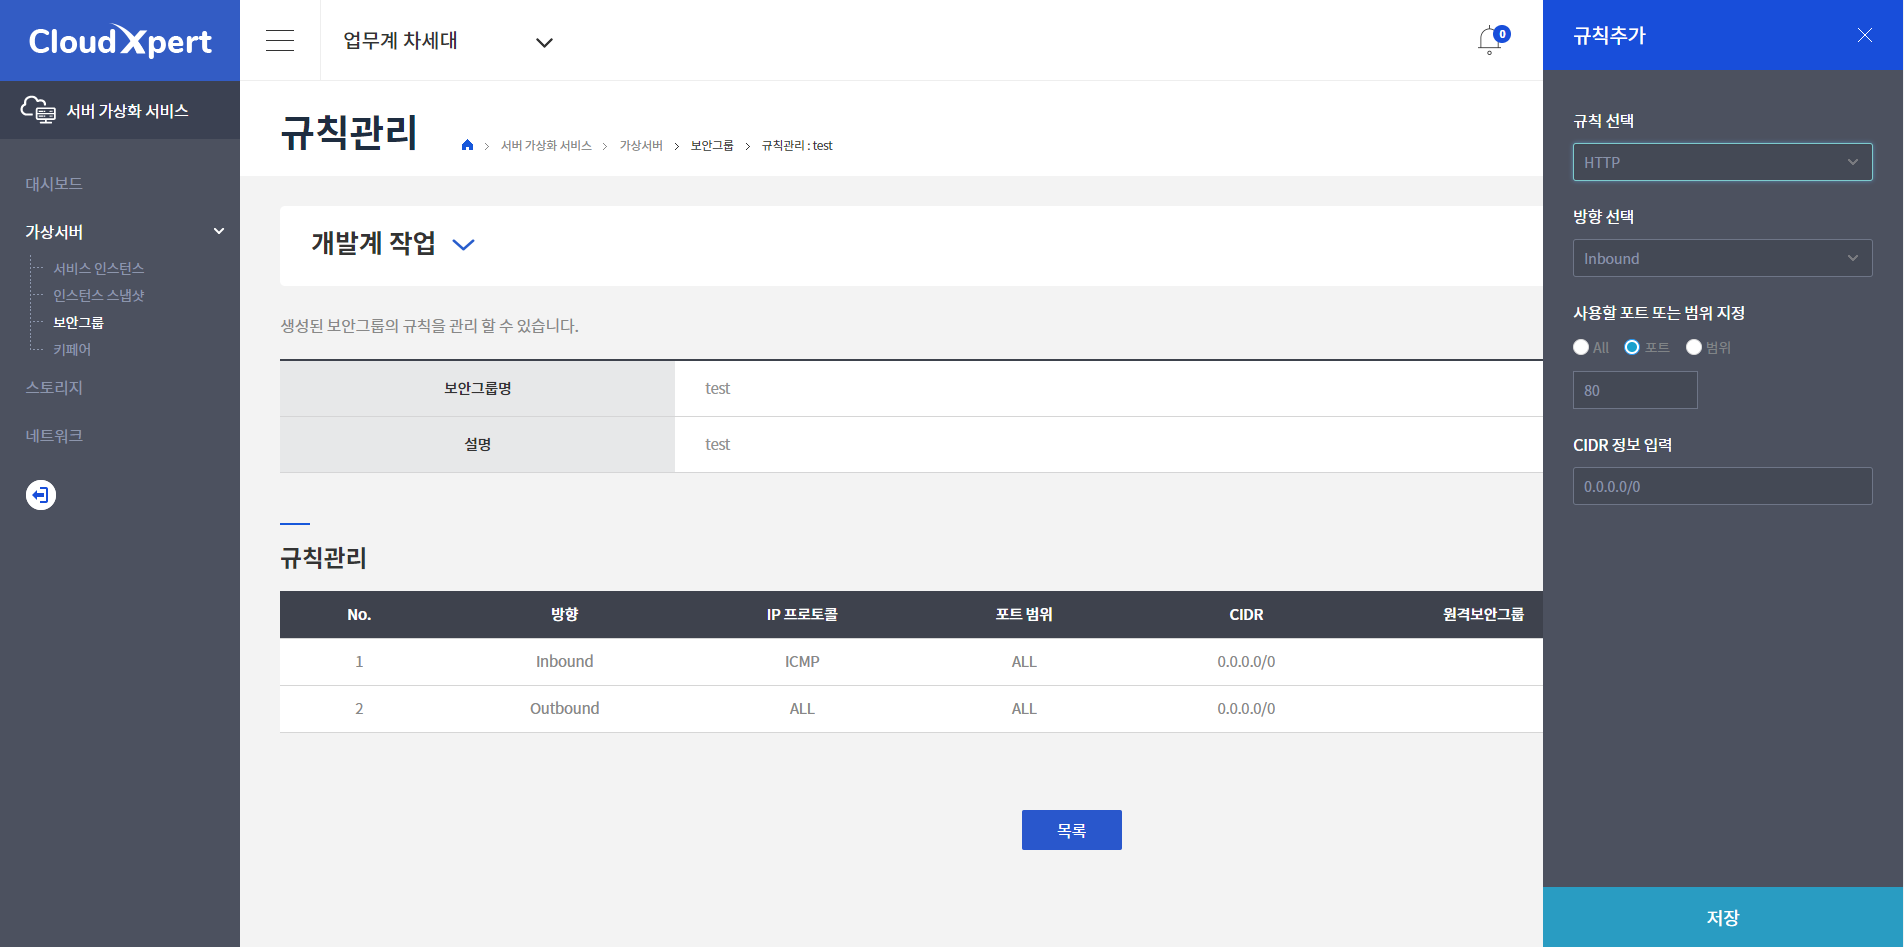 CloudXpert
서버 가상화 서비스
대시보드
가상서버
서비스 인스턴스
인스턴스 스냅샷
보안그룹
키페어
스토리지
네트워크
업무계 차세대
0
규칙관리
서버 가상화 서비스 > 가상서버 > 보안그룹 > 규칙관리 : test
개발계 작업
생성된 보안그룹의 규칙을 관리 할 수 있습니다.
보안그룹명 test
설명 test
규칙관리
No. 방향 IP 프로토콜 포트 범위 CIDR 원격보안그룹
1 Inbound ICMP ALL 0.0.0.0/0
2 Outbound ALL ALL 0.0.0.0/0
목록
규칙추가
규칙 선택
HTTP
방향 선택
Inbound
사용할 포트 또는 범위 지정
All 포트 범위
80
CIDR 정보 입력
0.0.0.0/0
저장